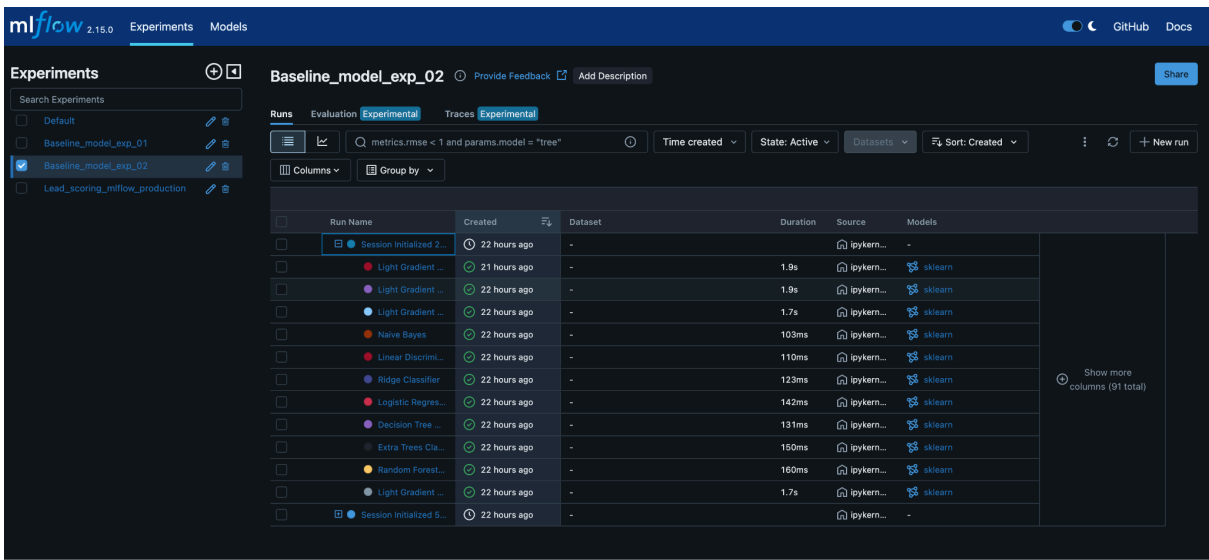 mlflow 2.15.0 Experiments Models GitHub Docs
Experiments
Search Experiments
Default
Baseline_model_exp_01
Baseline_model_exp_02
Lead_scoring_mlflow_production
Baseline_model_exp_02 Provide Feedback Add Description Share
Runs Evaluation Experimental Traces Experimental
metrics.rmse < 1 and params.model = "tree" Time created State: Active Datasets Sort: Created + New run
Columns Group by
Run Name Created Dataset Duration Source Models
Session Initialized 2... 22 hours ago - ipykern... -
Light Gradient ... 21 hours ago - 1.9s ipykern... sklearn
Light Gradient ... 22 hours ago - 1.9s ipykern... sklearn
Light Gradient ... 22 hours ago - 1.7s ipykern... sklearn
Naive Bayes 22 hours ago - 103ms ipykern... sklearn
Linear Discrimi... 22 hours ago - 110ms ipykern... sklearn
Ridge Classifier 22 hours ago - 123ms ipykern... sklearn
Logistic Regres... 22 hours ago - 142ms ipykern... sklearn
Decision Tree ... 22 hours ago - 131ms ipykern... sklearn
Extra Trees Cla... 22 hours ago - 150ms ipykern... sklearn
Random Forest... 22 hours ago - 160ms ipykern... sklearn
Light Gradient ... 22 hours ago - 1.7s ipykern... sklearn
Session Initialized 5... 22 hours ago ipykern... -
Show more
columns (91 total)